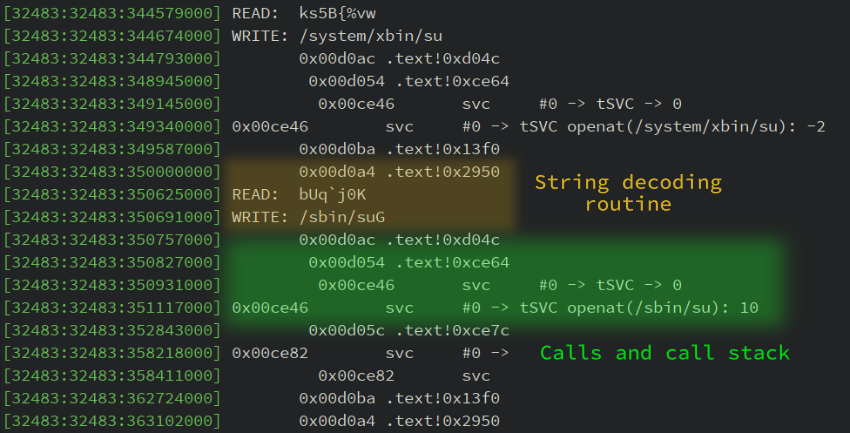 [32483:32483:344579000] READ:  ks5B{%vw
[32483:32483:344674000] WRITE: /system/xbin/su
[32483:32483:344793000]        0x00d0ac .text!0xd04c
[32483:32483:348945000]         0x00d054 .text!0xce64
[32483:32483:349145000]          0x00ce46       svc     #0 -> tSVC -> 0
[32483:32483:349340000] 0x00ce46        svc     #0 -> tSVC openat(/system/xbin/su): -2
[32483:32483:349587000]        0x00d0ba .text!0x13f0
[32483:32483:350000000]        0x00d0a4 .text!0x2950
[32483:32483:350625000] READ:  bUq`j0K
[32483:32483:350691000] WRITE: /sbin/suG
String decoding
routine
[32483:32483:350757000]        0x00d0ac .text!0xd04c
[32483:32483:350827000]         0x00d054 .text!0xce64
[32483:32483:350931000]          0x00ce46       svc     #0 -> tSVC -> 0
[32483:32483:351117000] 0x00ce46        svc     #0 -> tSVC openat(/sbin/su): 10
[32483:32483:352843000]         0x00d05c .text!0xce7c
[32483:32483:358218000] 0x00ce82        svc     #0 ->
Calls and call stack
[32483:32483:358411000]          0x00ce82       svc
[32483:32483:362724000]        0x00d0ba .text!0x13f0
[32483:32483:363102000]        0x00d0a4 .text!0x2950